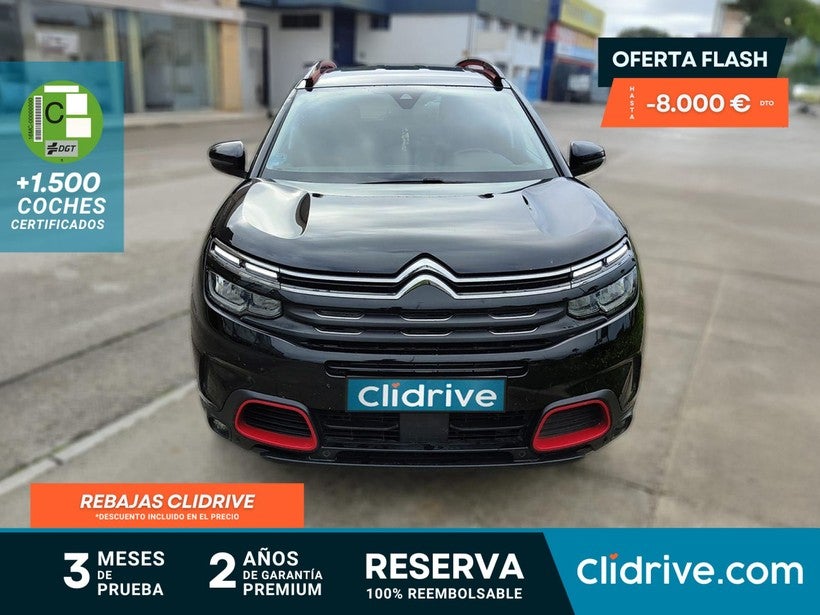 C
DGT
+1.500
COCHES
CERTIFICADOS
OFERTA FLASH
HASTA
-8.000 €
DTO
Clidrive
REBAJAS CLIDRIVE
*DESCUENTO INCLUIDO EN EL PRECIO
3 MESES
DE
PRUEBA
2 AÑOS
DE GARANTÍA
PREMIUM
RESERVA
100% REEMBOLSABLE
Clidrive.com